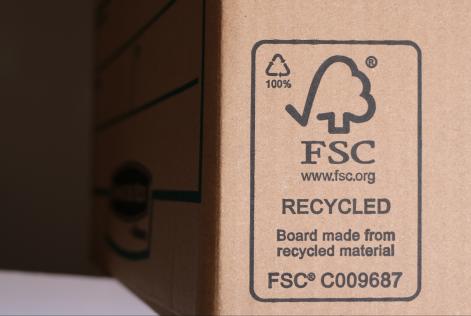 100%
®
FSC
www.fsc.org
RECYCLED
Board made from
recycled material
FSC® C009687